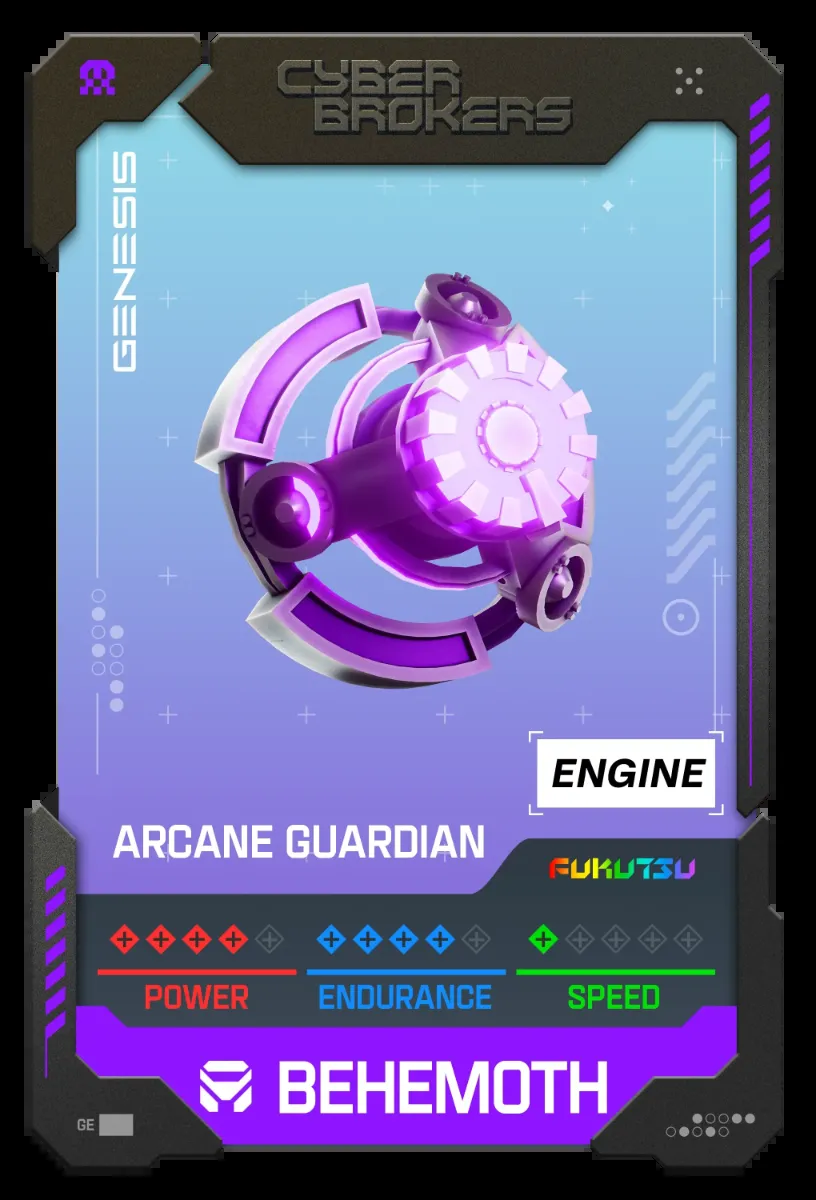 CYBER
BROKERS
GENESIS
ENGINE
ARCANE GUARDIAN
FUKUTSU
POWER
ENDURANCE
SPEED
BEHEMOTH
GE